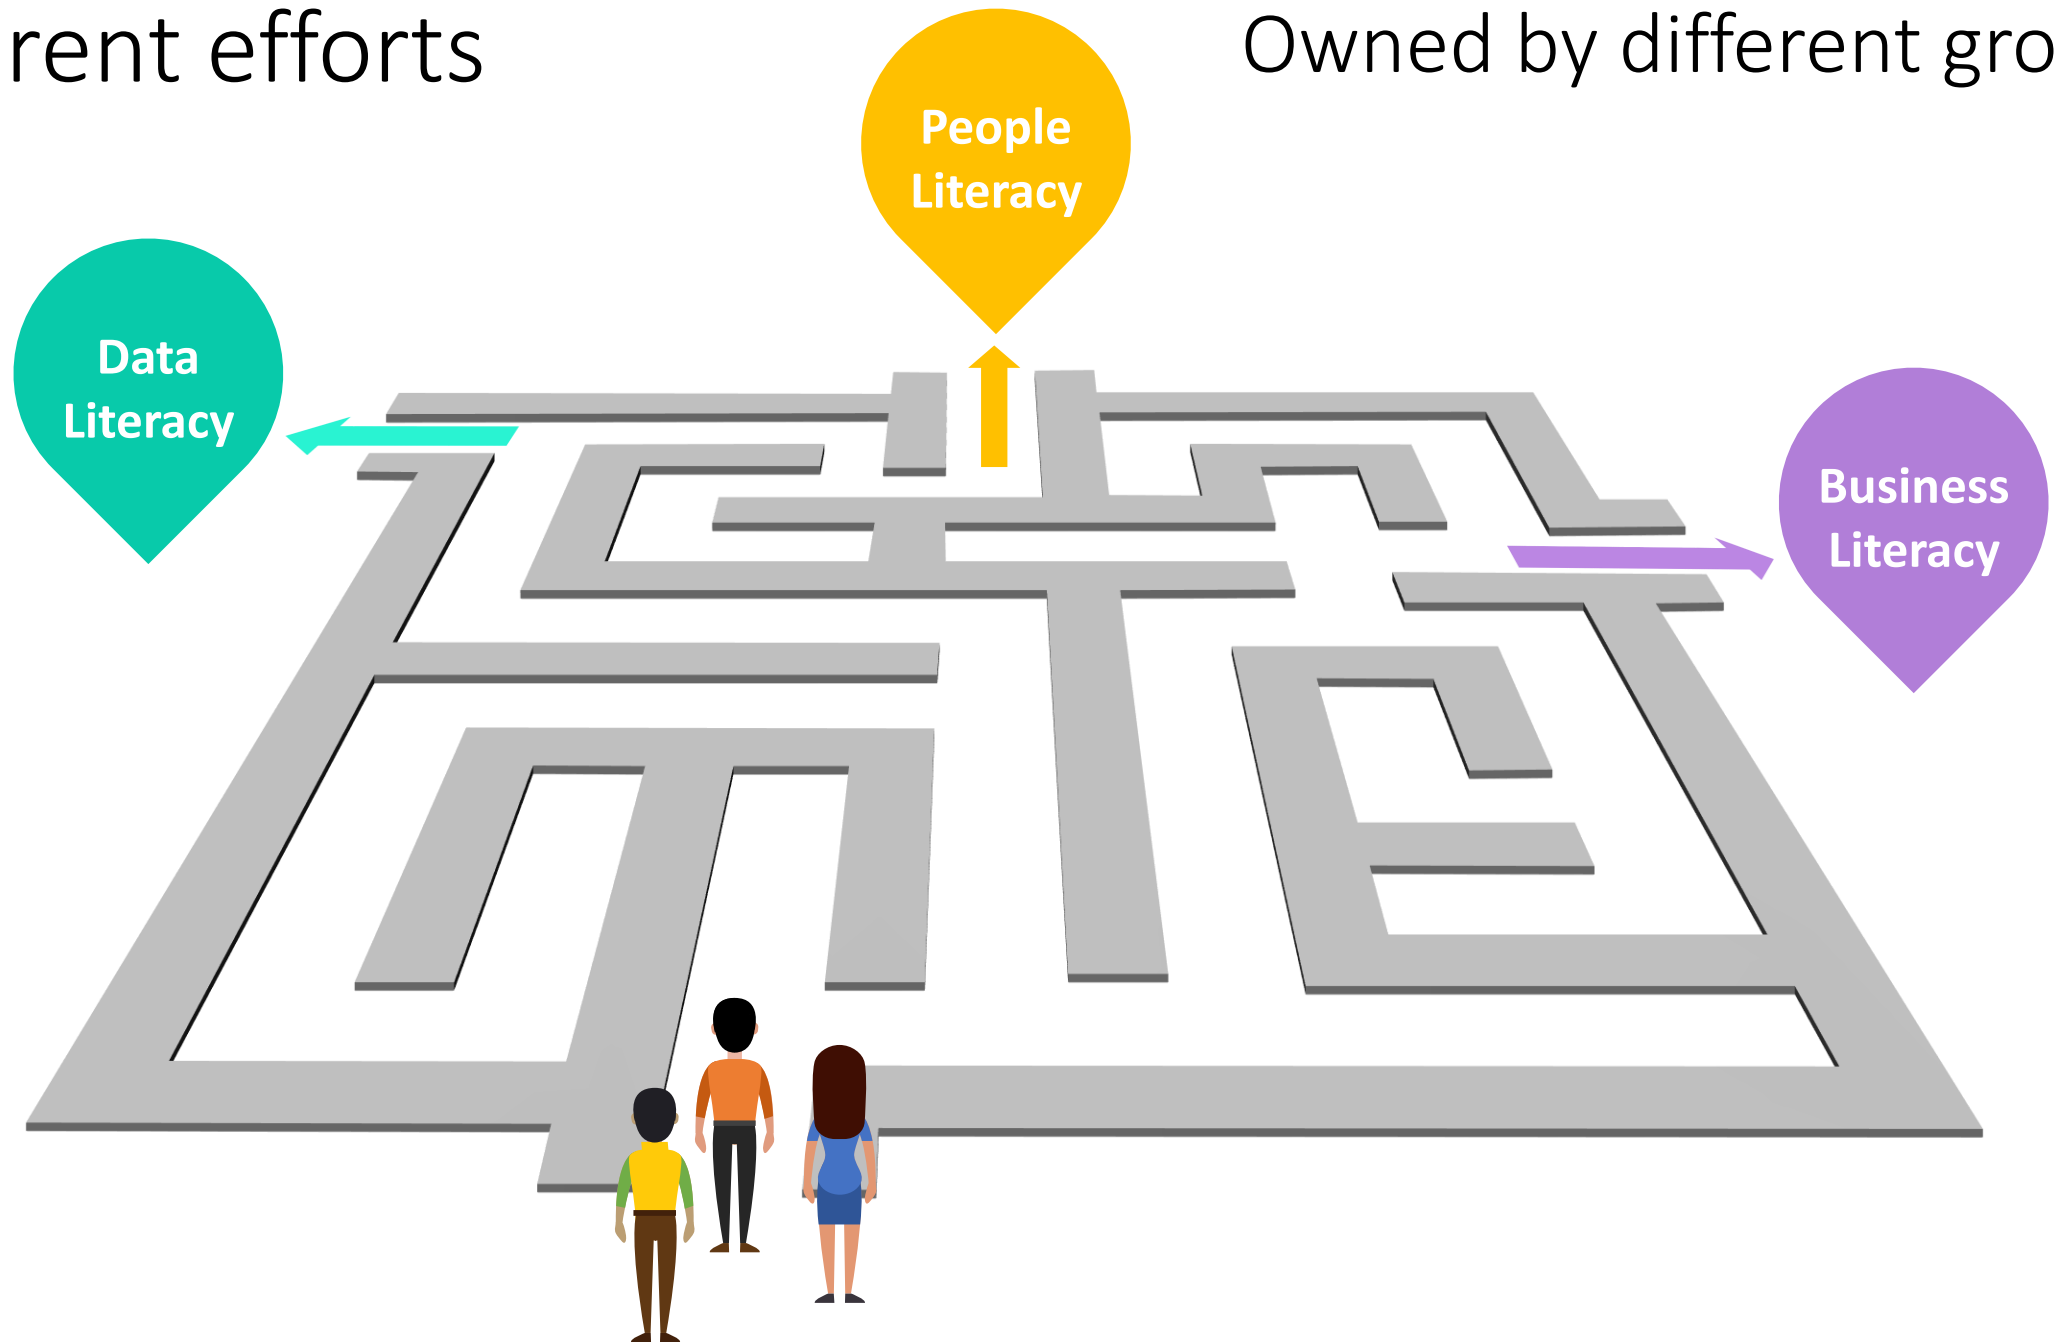 rent efforts
Owned by different gro
People
Literacy
Data
Literacy
Business
Literacy